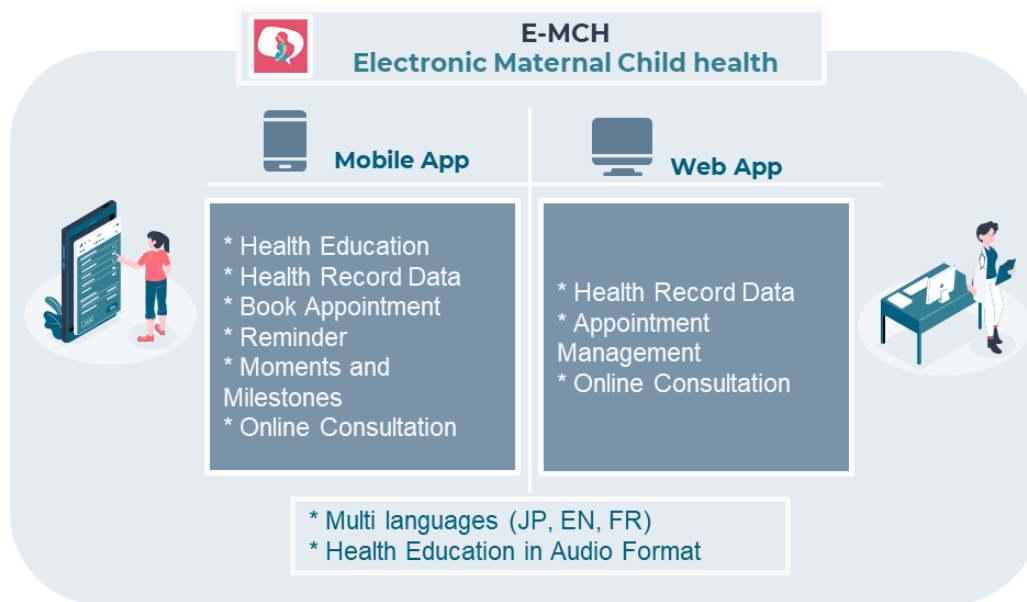 E-MCH
Electronic Maternal Child health
Mobile App
Web App
* Health Education
* Health Record Data
* Book Appointment
* Reminder
* Moments and
Milestones
* Online Consultation
* Health Record Data
* Appointment
Management
* Online Consultation
* Multi languages (JP, EN, FR)
* Health Education in Audio Format